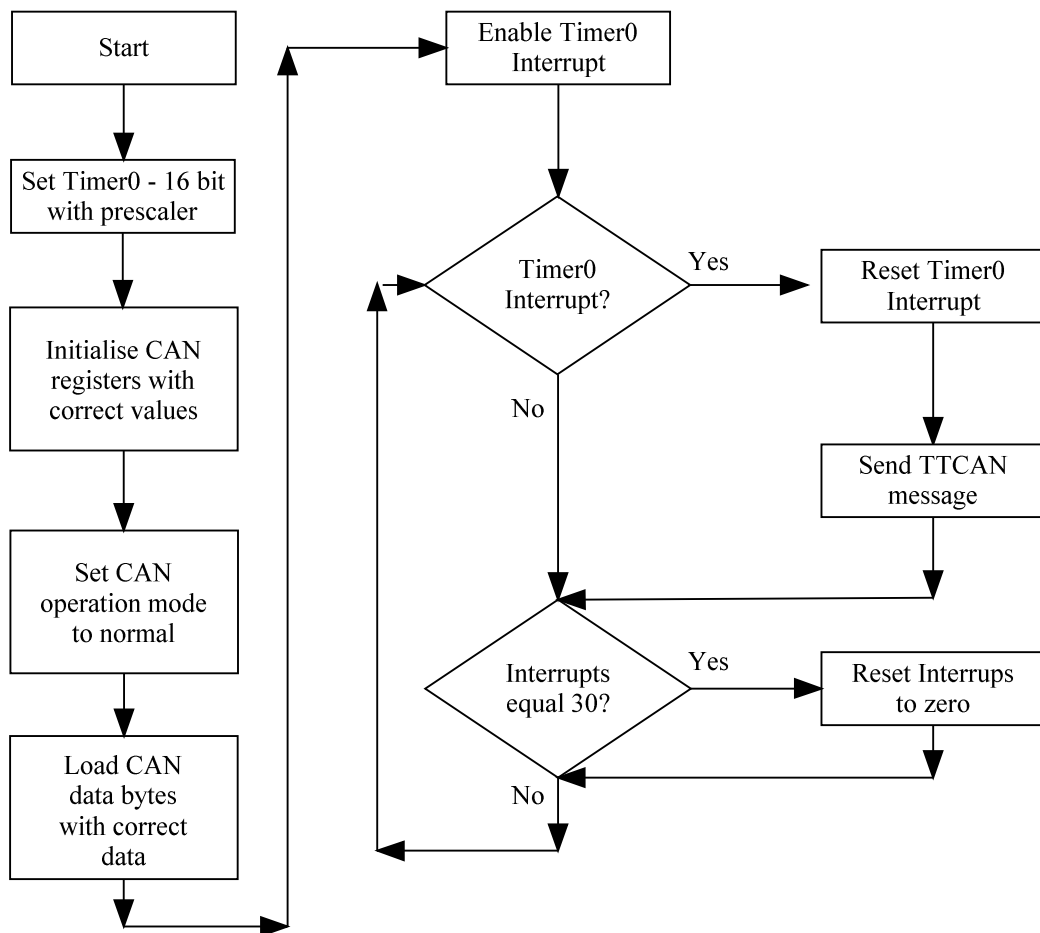 Start
Set Timer0 - 16 bit
with prescaler
Initialise CAN
registers with
correct values
Set CAN
operation mode
to normal
Load CAN
data bytes
with correct
data
Enable Timer0
Interrupt
Timer0
Interrupt?
Yes
No
Reset Timer0
Interrupt
Send TTCAN
message
Interrupts
equal 30?
Yes
No
Reset Interrups
to zero